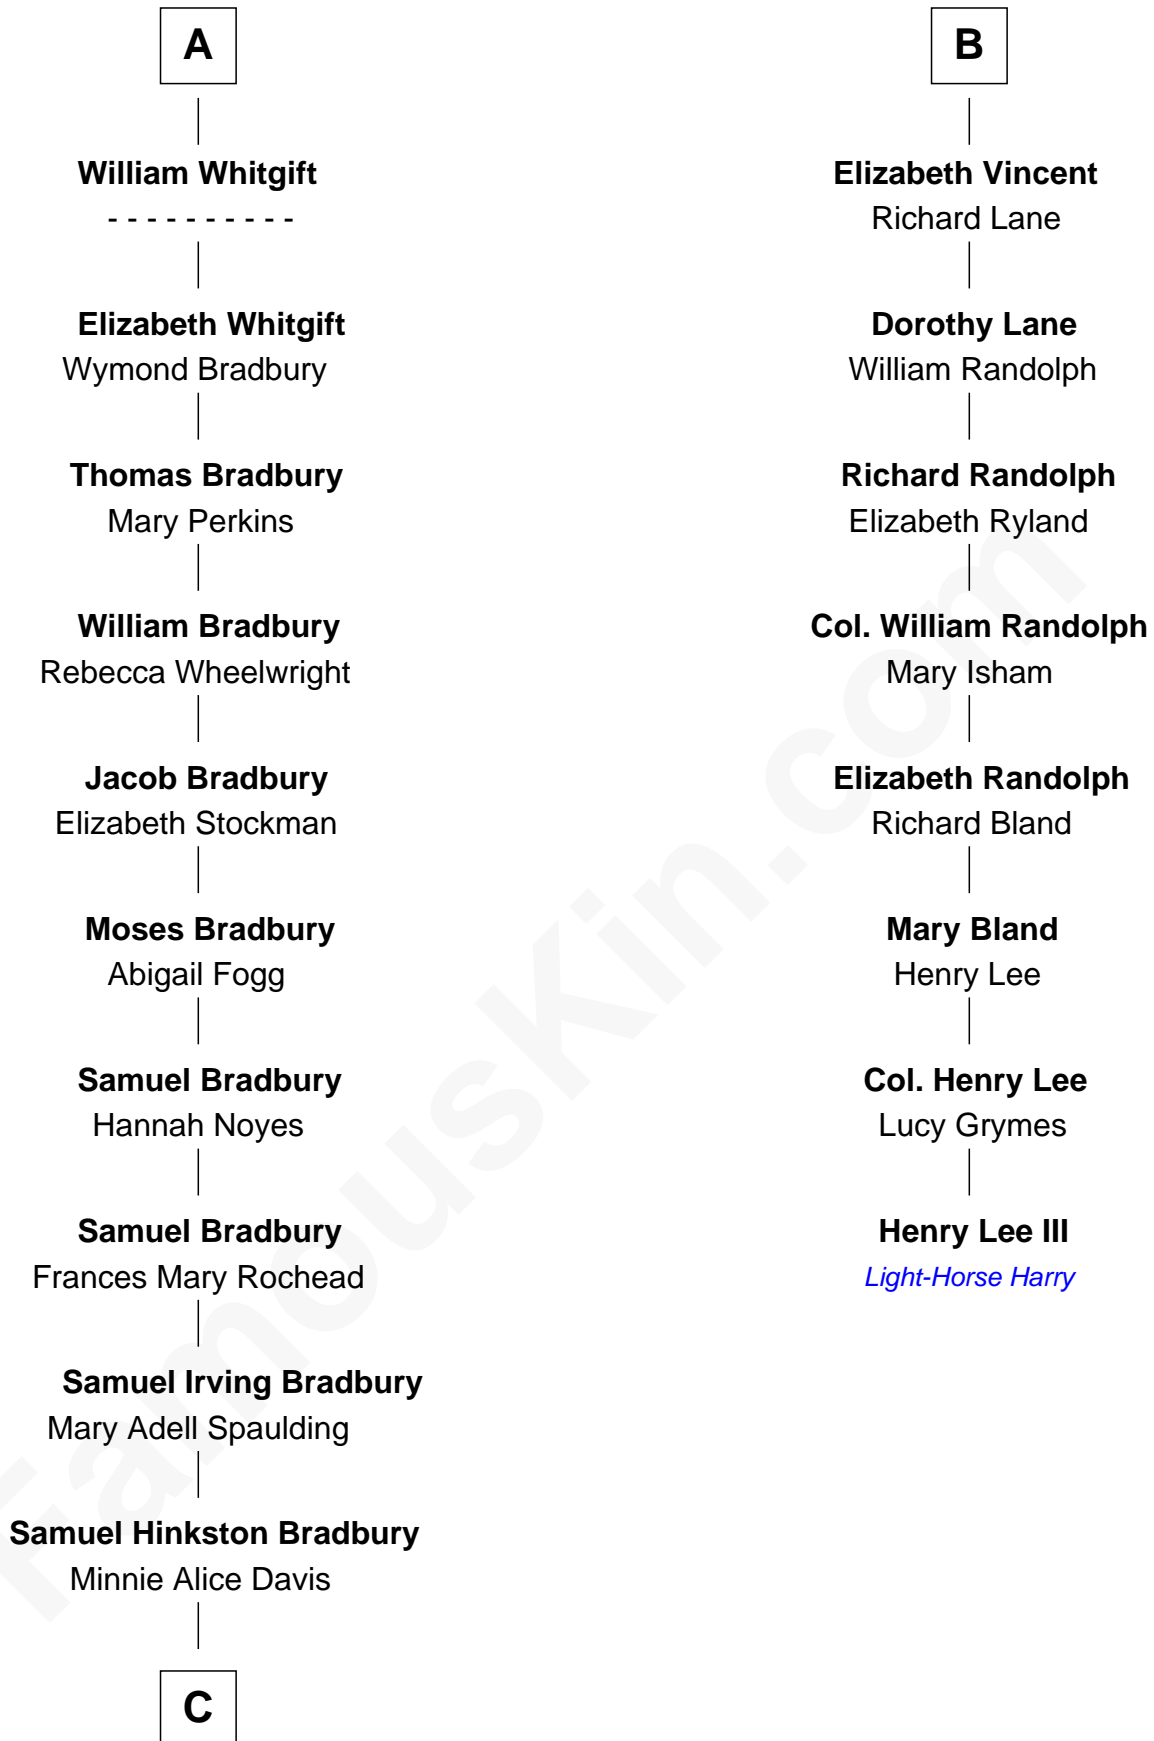 A
William Whitgift
- - - - - - - - - -
Elizabeth Whitgift
Wymond Bradbury
Thomas Bradbury
Mary Perkins
William Bradbury
Rebecca Wheelwright
Jacob Bradbury
Elizabeth Stockman
Moses Bradbury
Abigail Fogg
Samuel Bradbury
Hannah Noyes
Samuel Bradbury
Frances Mary Rochead
Samuel Irving Bradbury
Mary Adell Spaulding
Samuel Hinkston Bradbury
Minnie Alice Davis
C
B
Elizabeth Vincent
Richard Lane
Dorothy Lane
William Randolph
Richard Randolph
Elizabeth Ryland
Col. William Randolph
Mary Isham
Elizabeth Randolph
Richard Bland
Mary Bland
Henry Lee
Col. Henry Lee
Lucy Grymes
Henry Lee III
Light-Horse Harry
FamousKin.com